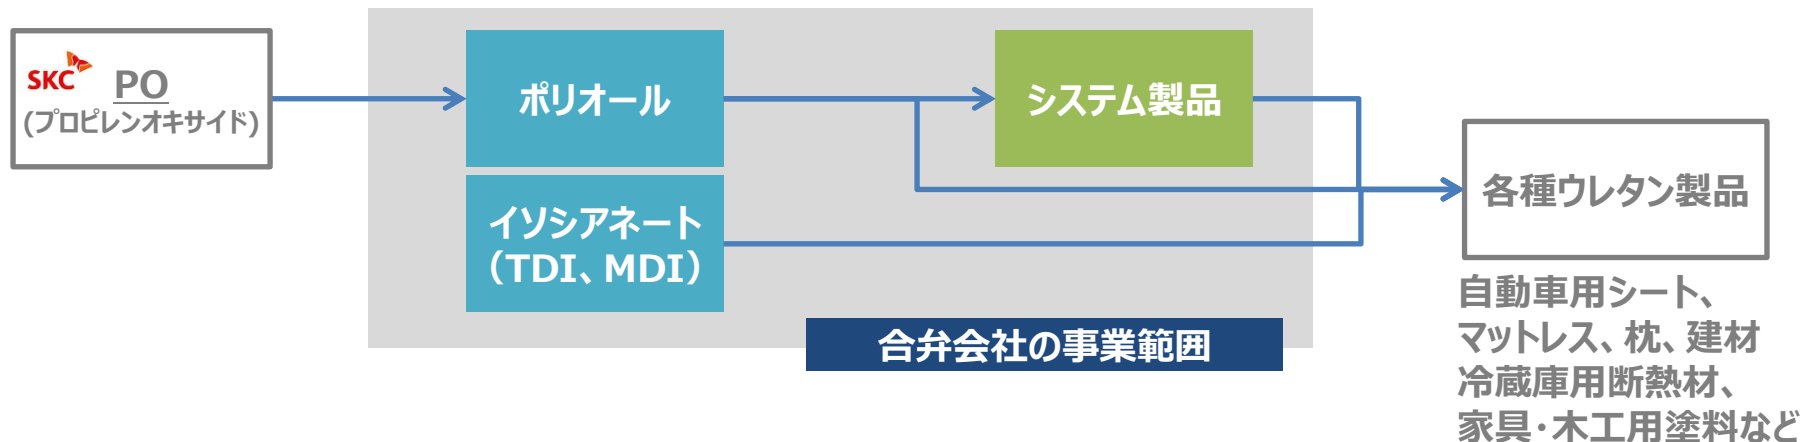 SKC PO
(プロピレンオキサイド)
ポリオール
イソシアネート
（TDI、MDI）
システム製品
合弁会社の事業範囲
各種ウレタン製品
自動車用シート、
マットレス、枕、建材
冷蔵庫用断熱材、
家具・木工用塗料など